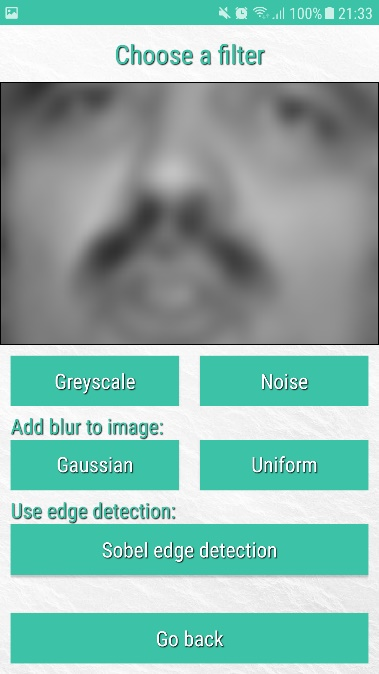 100% 21:33
Choose a filter
Greyscale Noise
Add blur to image:
Gaussian Uniform
Use edge detection:
Sobel edge detection
Go back